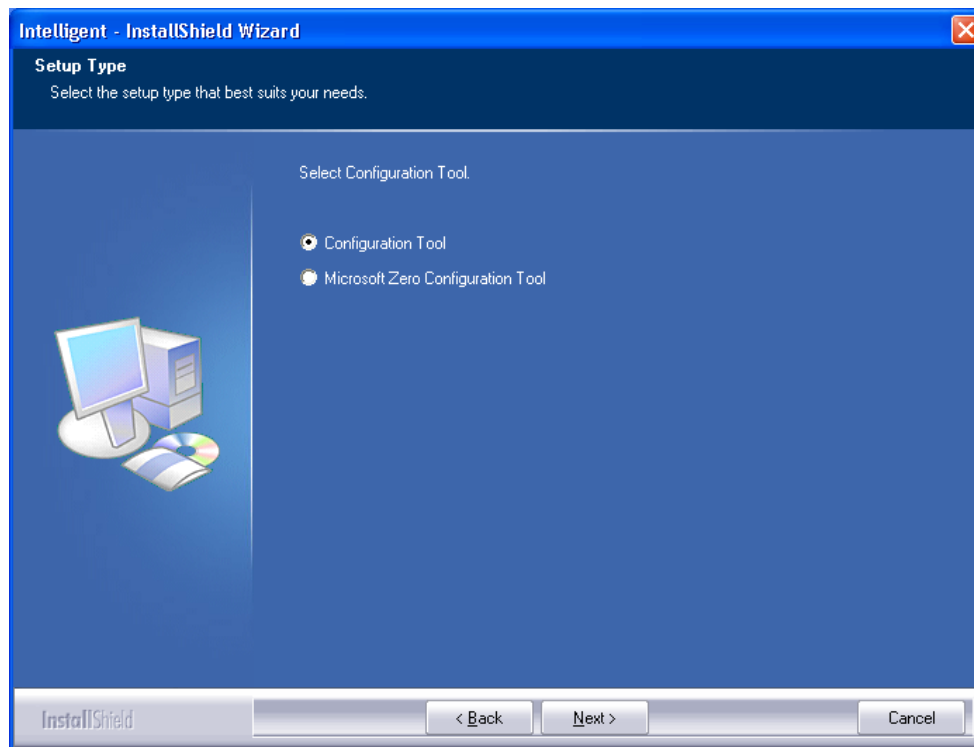 Intelligent - InstallShield Wizard
Setup Type
Select the setup type that best suits your needs.
Select Configuration Tool.
Configuration Tool
Microsoft Zero Configuration Tool
InstallShield
< Back
Next >
Cancel